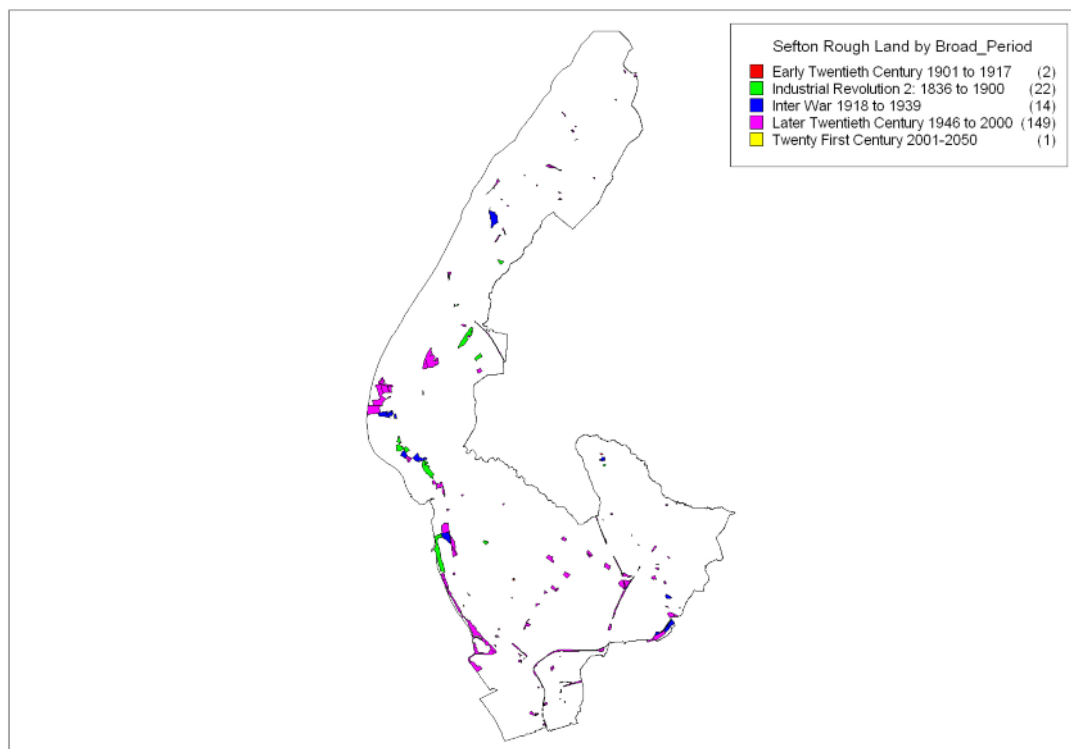 Sefton Rough Land by Broad_Period
Early Twentieth Century 1901 to 1917 (2)
Industrial Revolution 2: 1836 to 1900 (22)
Inter War 1918 to 1939 (14)
Later Twentieth Century 1946 to 2000 (149)
Twenty First Century 2001-2050 (1)